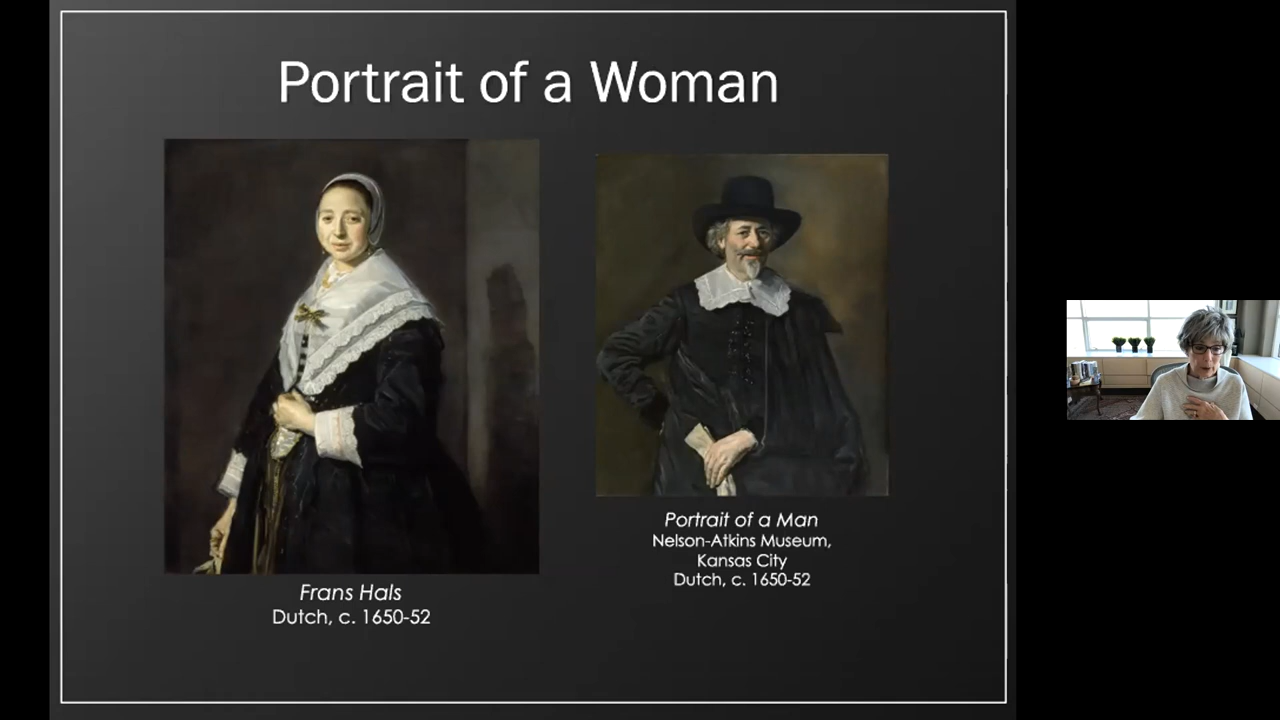 Portrait of a Woman
Frans Hals
Dutch, c. 1650-52
Portrait of a Man
Nelson-Atkins Museum,
Kansas City
Dutch, c. 1650-52